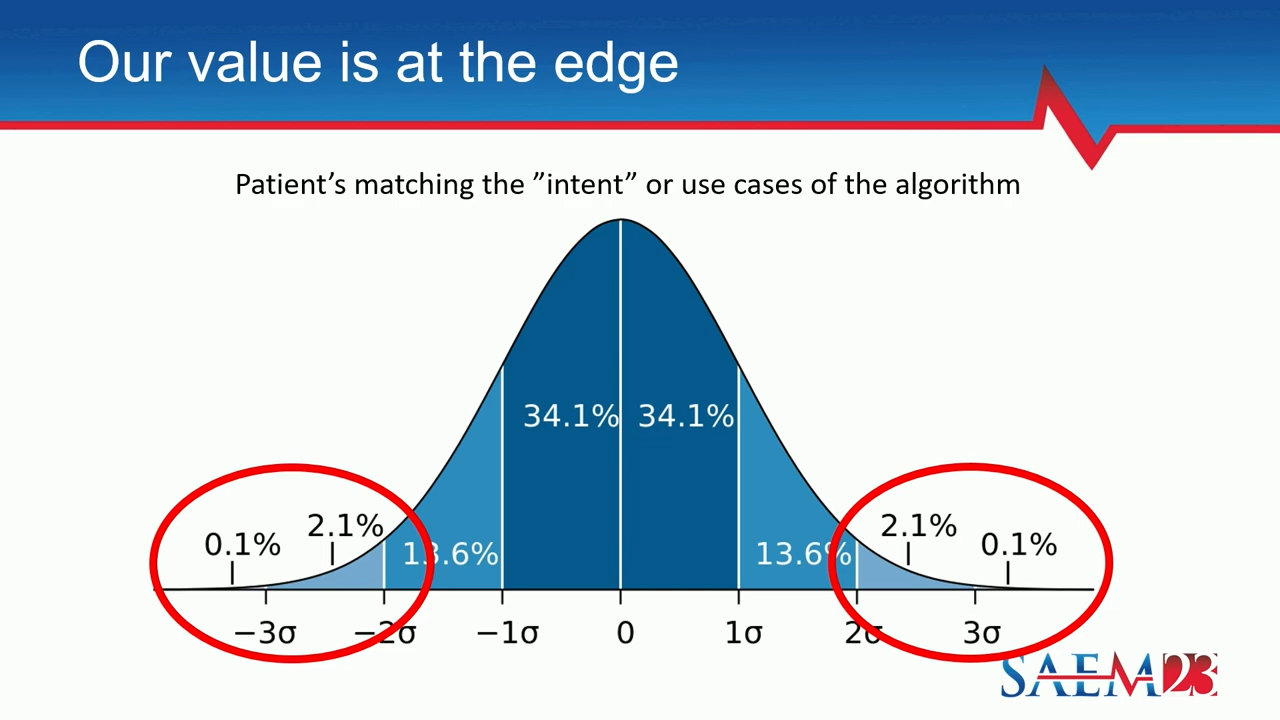 Our value is at the edge
Patient’s matching the ”intent” or use cases of the algorithm
34.1% 34.1%
0.1% 2.1% 13.6% 13.6% 2.1% 0.1%
−3σ −2σ −1σ 0 1σ 2σ 3σ
SAEM23